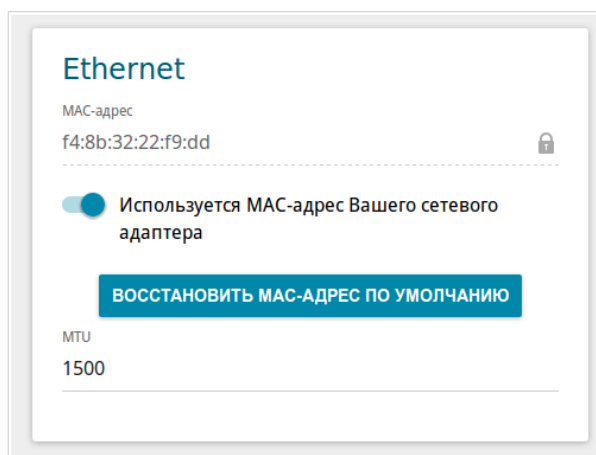 Ethernet
MAC-адрес
f4:8b:32:22:f9:dd
Используется MAC-адрес Вашего сетевого
адаптера
ВОССТАНОВИТЬ MAC-АДРЕС ПО УМОЛЧАНИЮ
MTU
1500